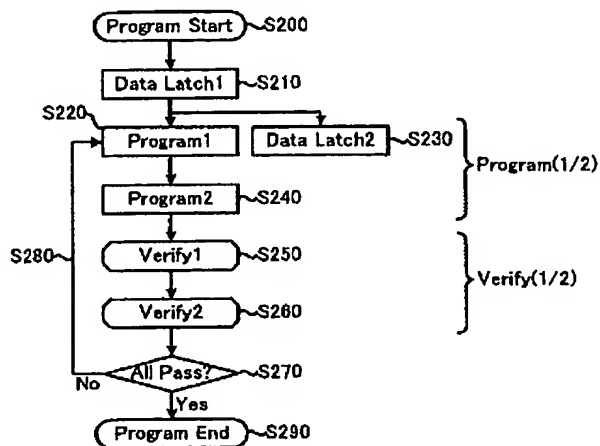 Program Start S200
Data Latch1 S210
S220
Program1 Data Latch2 S230
Program(1/2)
Program2 S240
S280 Verify1 S250
Verify(1/2)
Verify2 S260
All Pass? S270
No
Yes
Program End S290